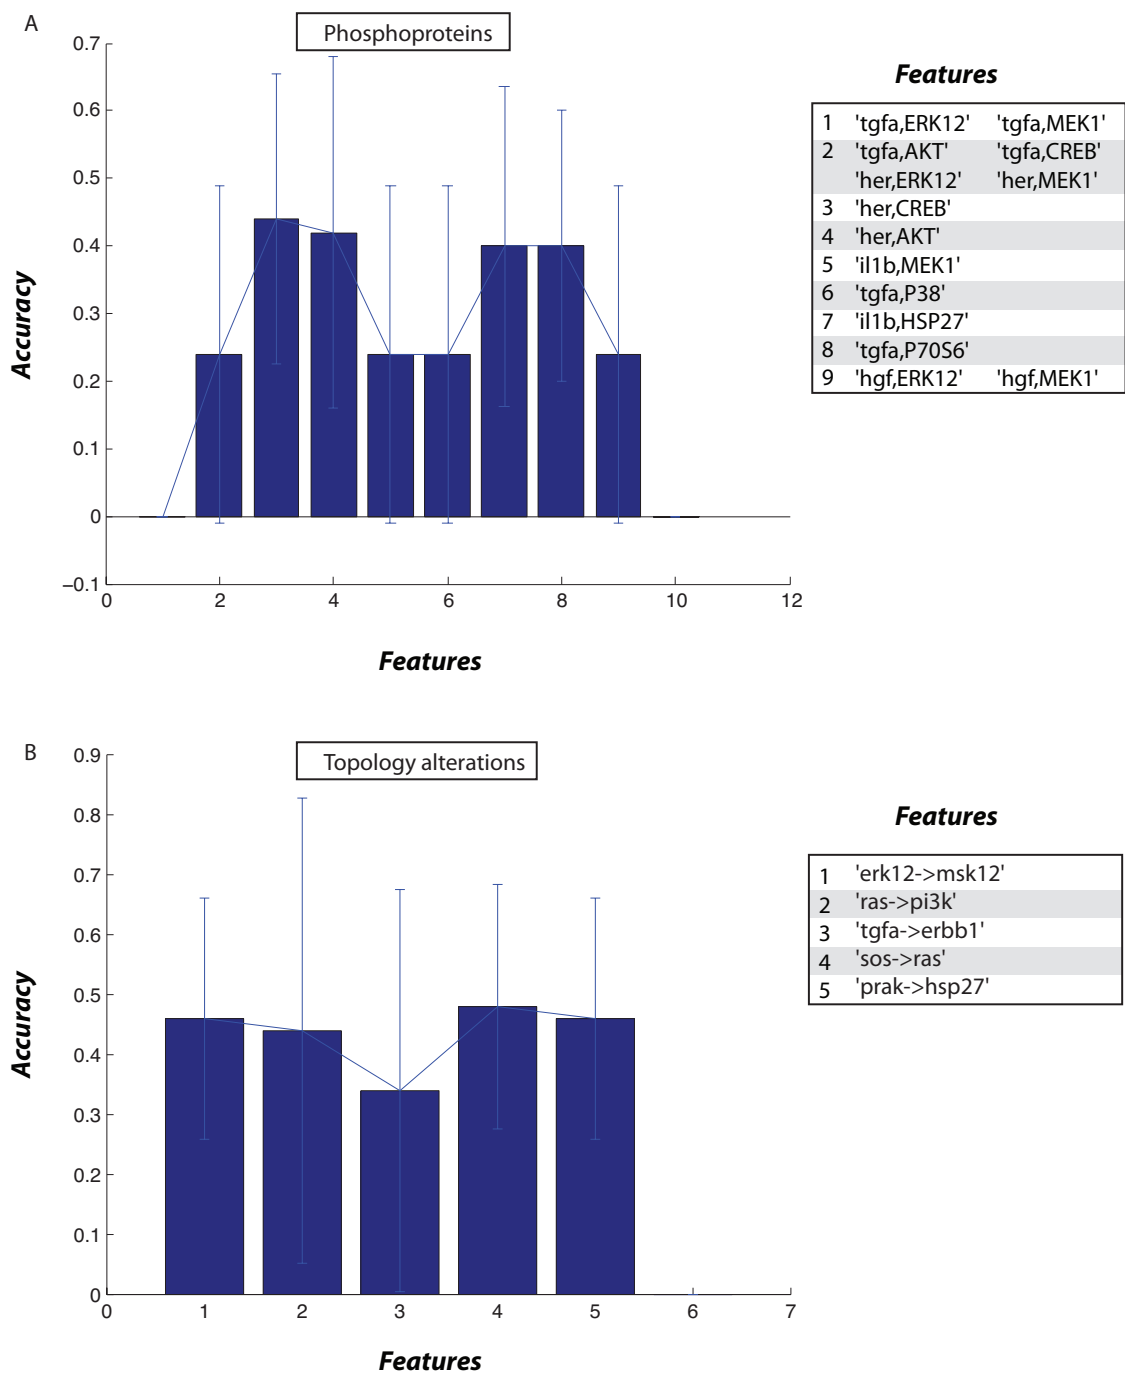 A
Phosphoproteins
0.7
0.6
0.5
0.4
0.3
0.2
0.1
0
–0.1
0 2 4 6 8 10 12
Accuracy
Features
Features
1 'tgfa,ERK12' 'tgfa,MEK1'
2 'tgfa,AKT' 'tgfa,CREB'
'her,ERK12' 'her,MEK1'
3 'her,CREB'
4 'her,AKT'
5 'il1b,MEK1'
6 'tgfa,P38'
7 'il1b,HSP27'
8 'tgfa,P70S6'
9 'hgf,ERK12' 'hgf,MEK1'
B
Topology alterations
0.9
0.8
0.7
0.6
0.5
0.4
0.3
0.2
0.1
0
0 1 2 3 4 5 6 7
Accuracy
Features
Features
1 'erk12->msk12'
2 'ras->pi3k'
3 'tgfa->erbb1'
4 'sos->ras'
5 'prak->hsp27'